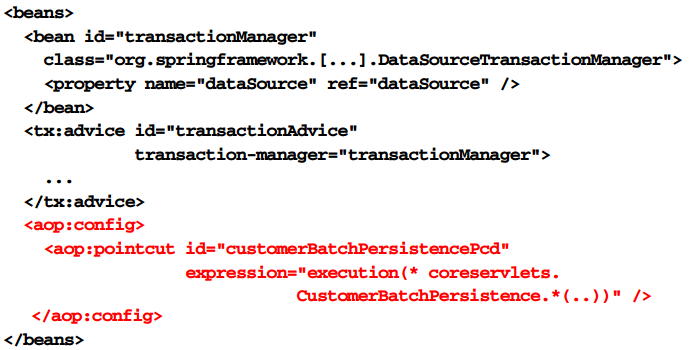 <beans>
<bean id="transactionManager"
class="org.springframework.[...].DataSourceTransactionManager">
<property name="dataSource" ref="dataSource" />
</bean>
<tx:advice id="transactionAdvice"
transaction-manager="transactionManager">
...
</tx:advice>
<aop:config>
<aop:pointcut id="customerBatchPersistencePcd"
expression="execution(* coreservlets.
CustomerBatchPersistence.*(..))" />
</aop:config>
</beans>